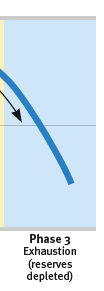 Phase 3
Exhaustion
(reserves
depleted)